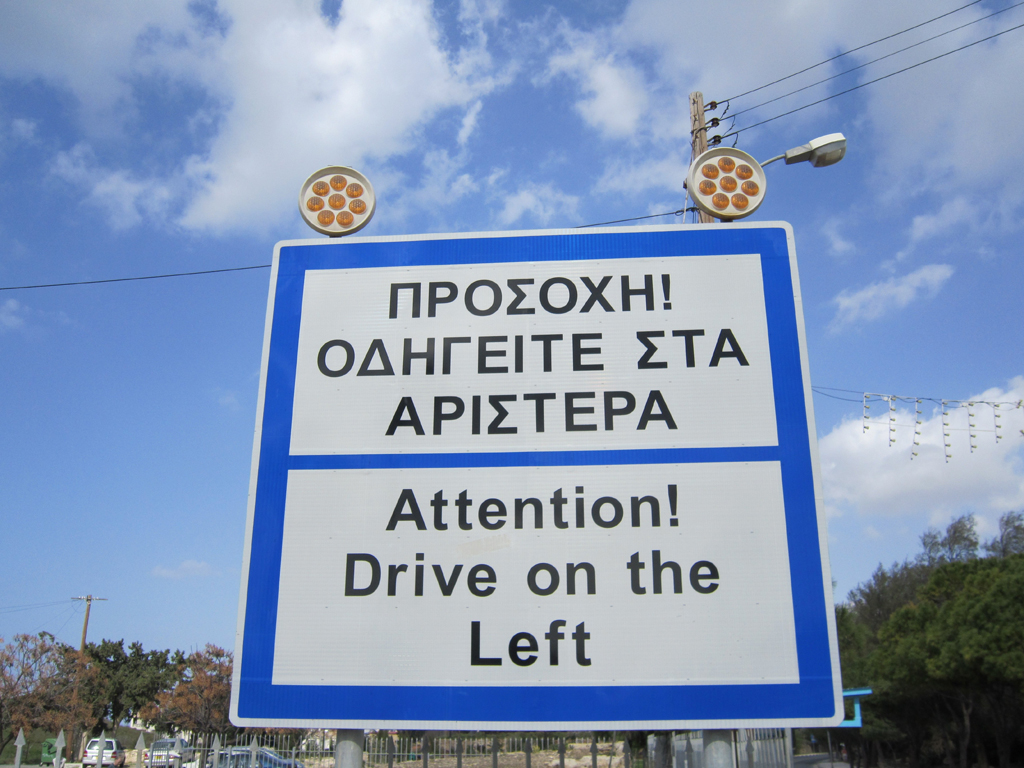 ΠΡΟΣΟΧΗ!
ΟΔΗΓΕΙΤΕ ΣΤΑ
ΑΡΙΣΤΕΡΑ
Attention!
Drive on the
Left